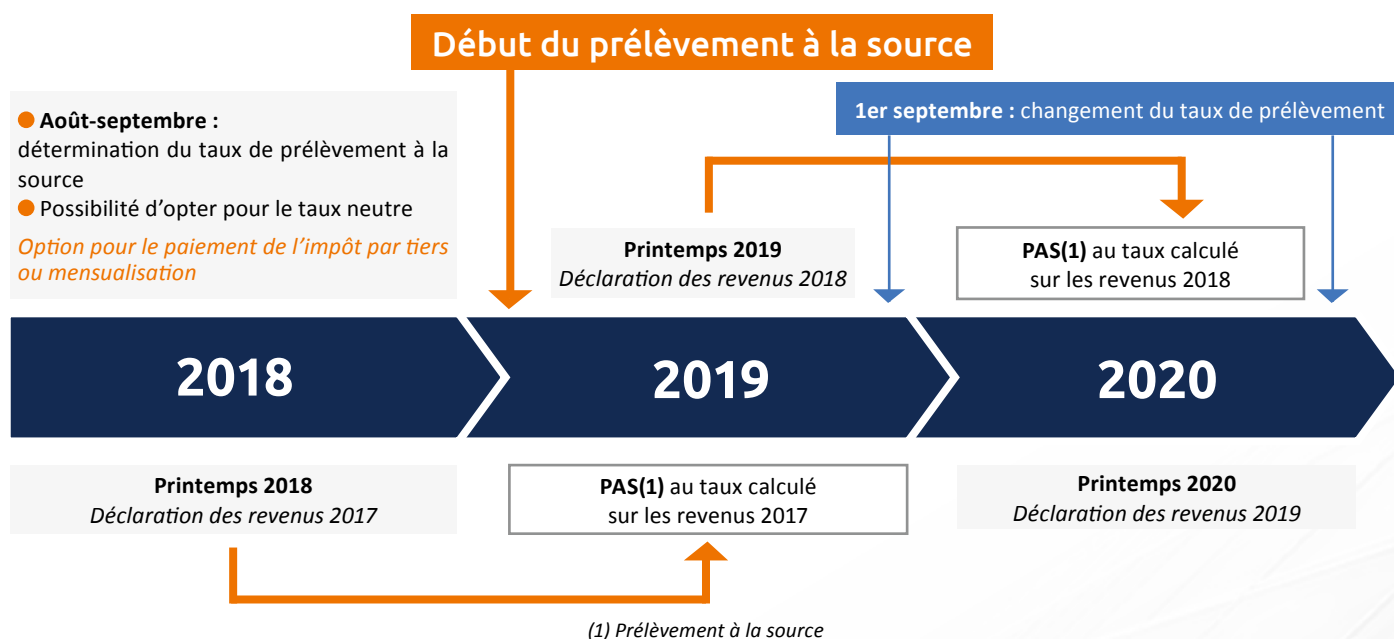 Début du prélèvement à la source
1er septembre : changement du taux de prélèvement
Août-septembre :
détermination du taux de prélèvement à la
source
Possibilité d'opter pour le taux neutre
Option pour le paiement de l'impôt par tiers
ou mensualisation
Printemps 2019
Déclaration des revenus 2018
PAS(1) au taux calculé
sur les revenus 2018
2018
2019
2020
Printemps 2018
Déclaration des revenus 2017
PAS(1) au taux calculé
sur les revenus 2017
Printemps 2020
Déclaration des revenus 2019
(1) Prélèvement à la source